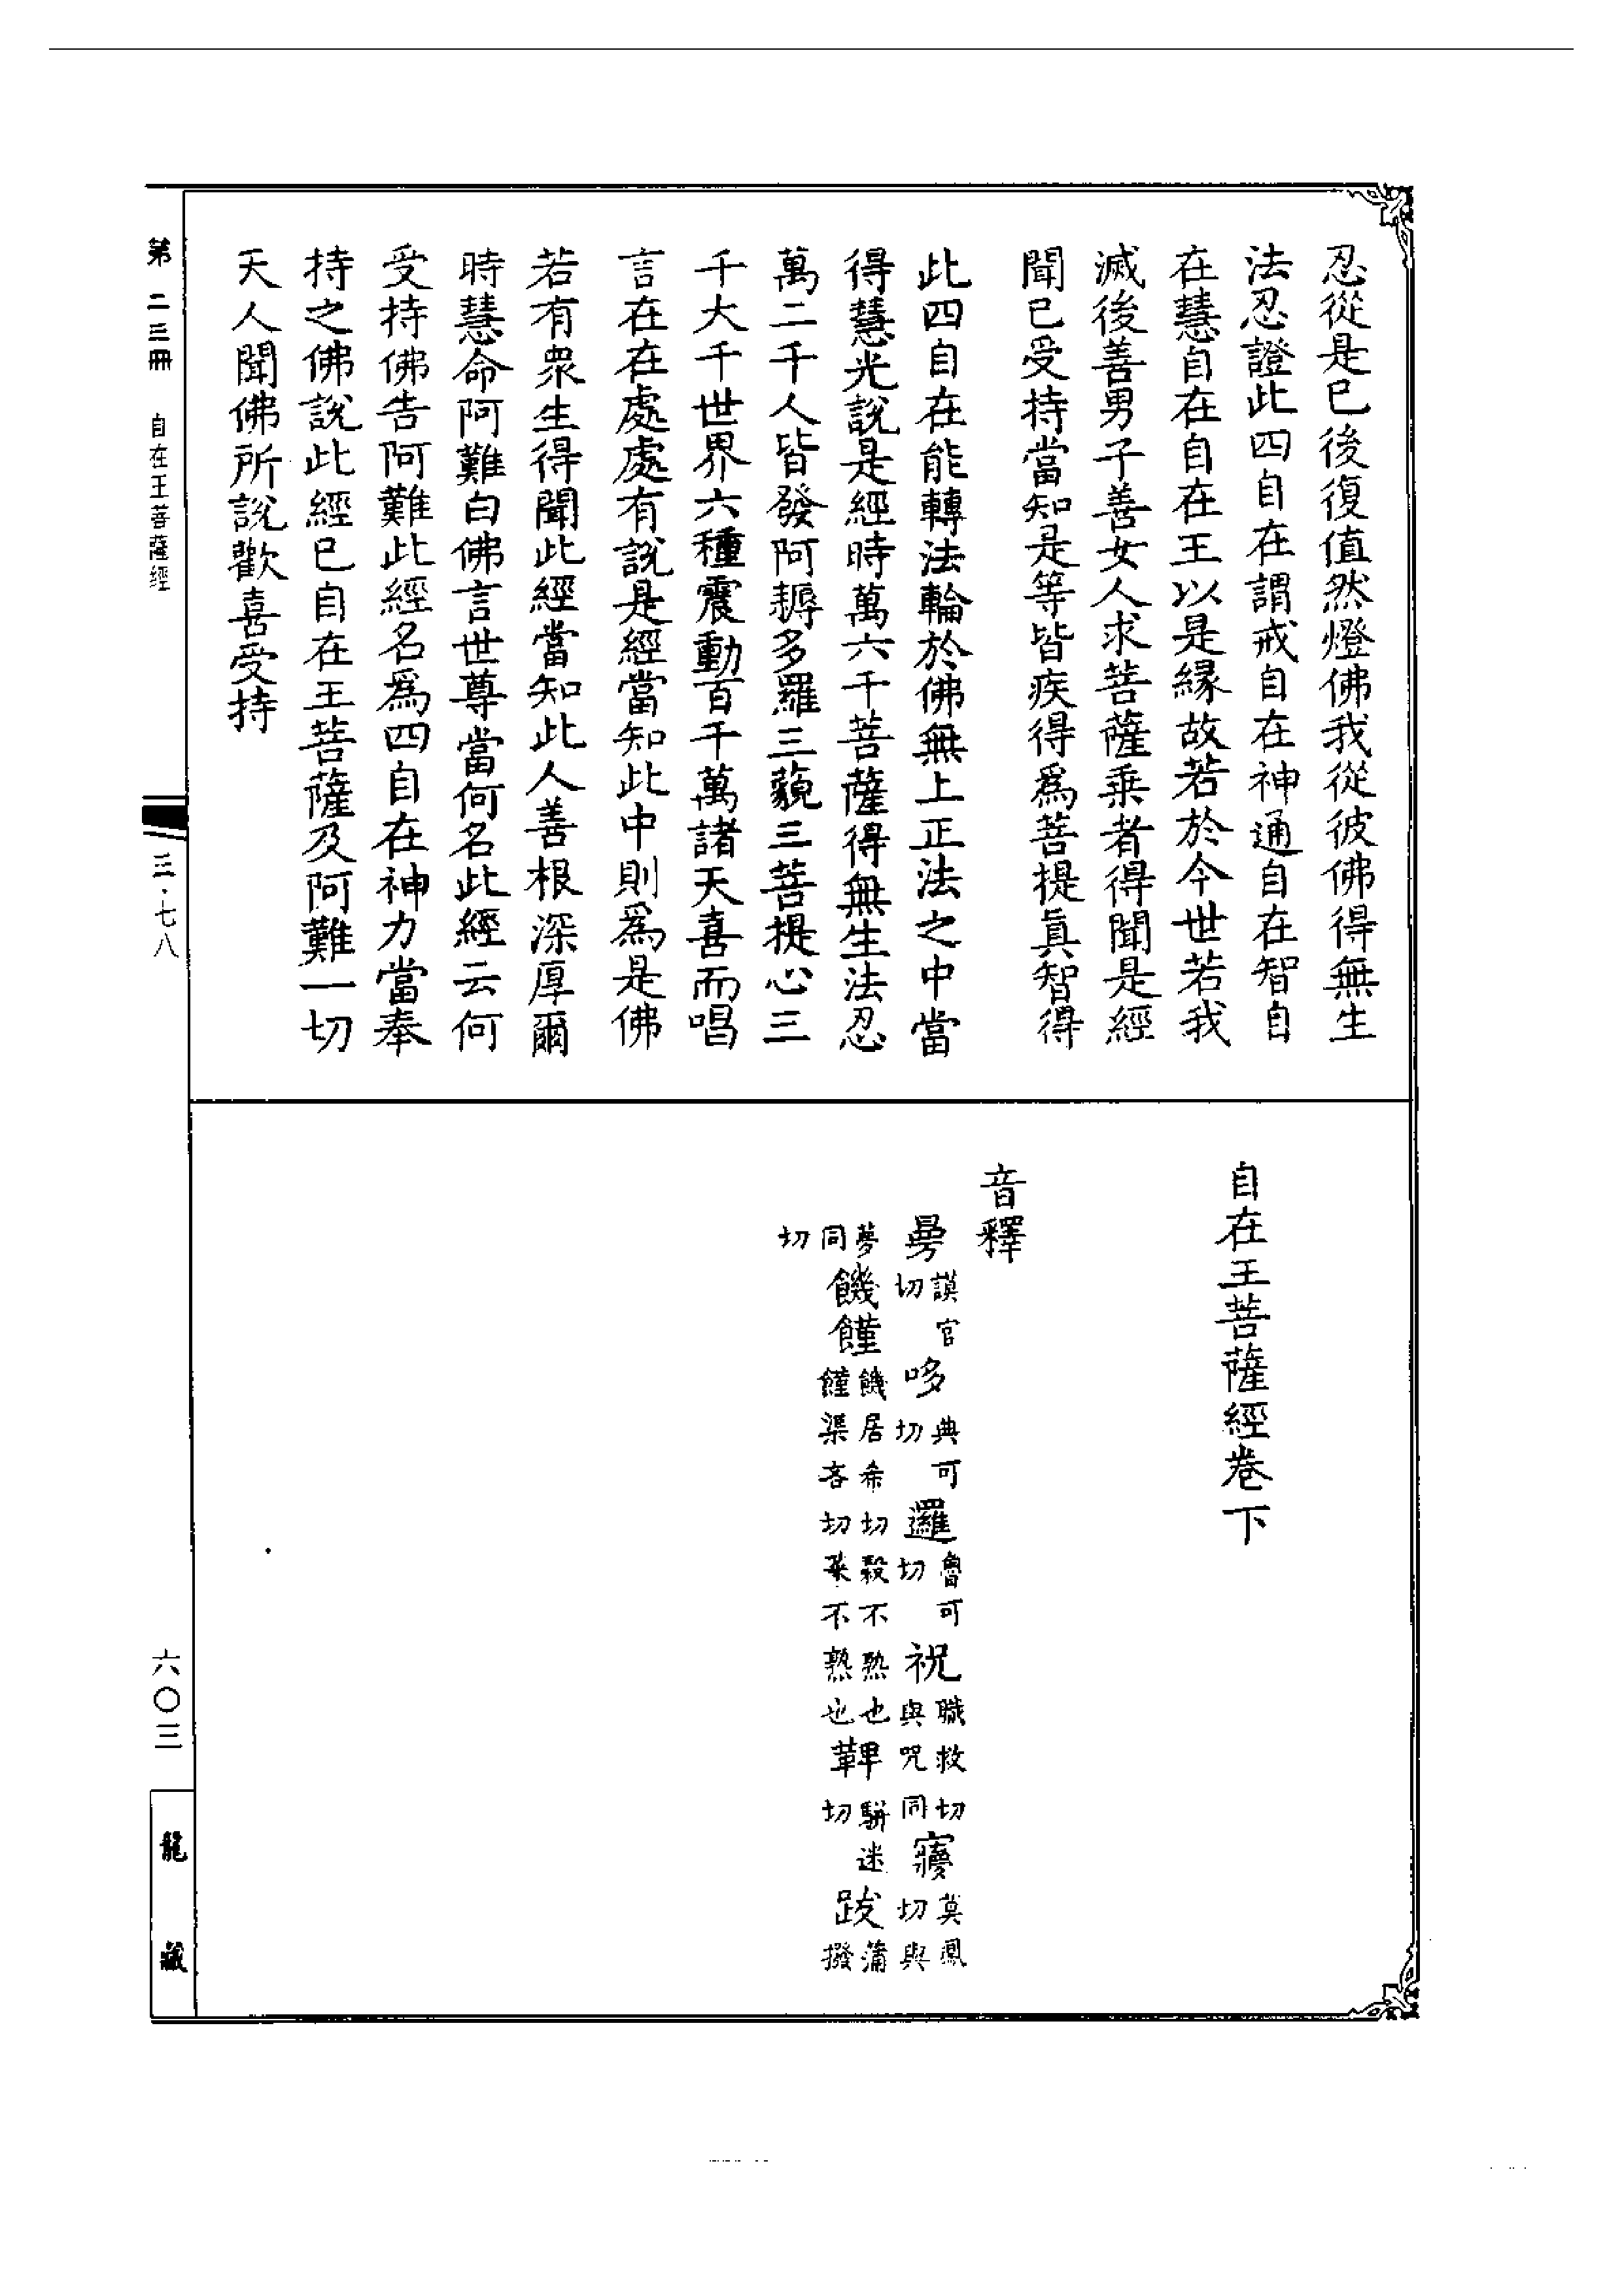 忍從是已後復值然燈佛我從彼佛得無生
法忍證此四自在謂戒自在神通自在智自
在慧自在自在王以是緣故若於今世若我
滅後善男子善女人求菩薩乘者得聞是經
聞已受持當知是等皆疾得為菩提真智得
此四自在能轉法輪於佛無上正法之中當
得慧光說是經時萬六千菩薩得無生法忍
萬二千人皆發阿耨多羅三藐三菩提心三
千大千世界六種震動百千萬諸天喜而唱
言在在處處有說是經當知此中則為是佛
若有眾生得聞此經當知此人善根深厚爾
時慧命阿難白佛言世尊當何名此經云何
受持佛告阿難此經名為四自在神力當奉
持之佛說此經已自在王菩薩及阿難一切
天人聞佛所說歡喜受持
自在王菩薩經卷下
音釋
曼謨官切哆典可切邏魯可切祝職救切與咒同㝱莫鳳切與
夢同饑饉饑居希切穀不熟也饉渠吝切菜不熟也鞞駢迷切跋蒲撥
切
第二三冊 自在王菩薩經 三·七八 六〇三
龍藏